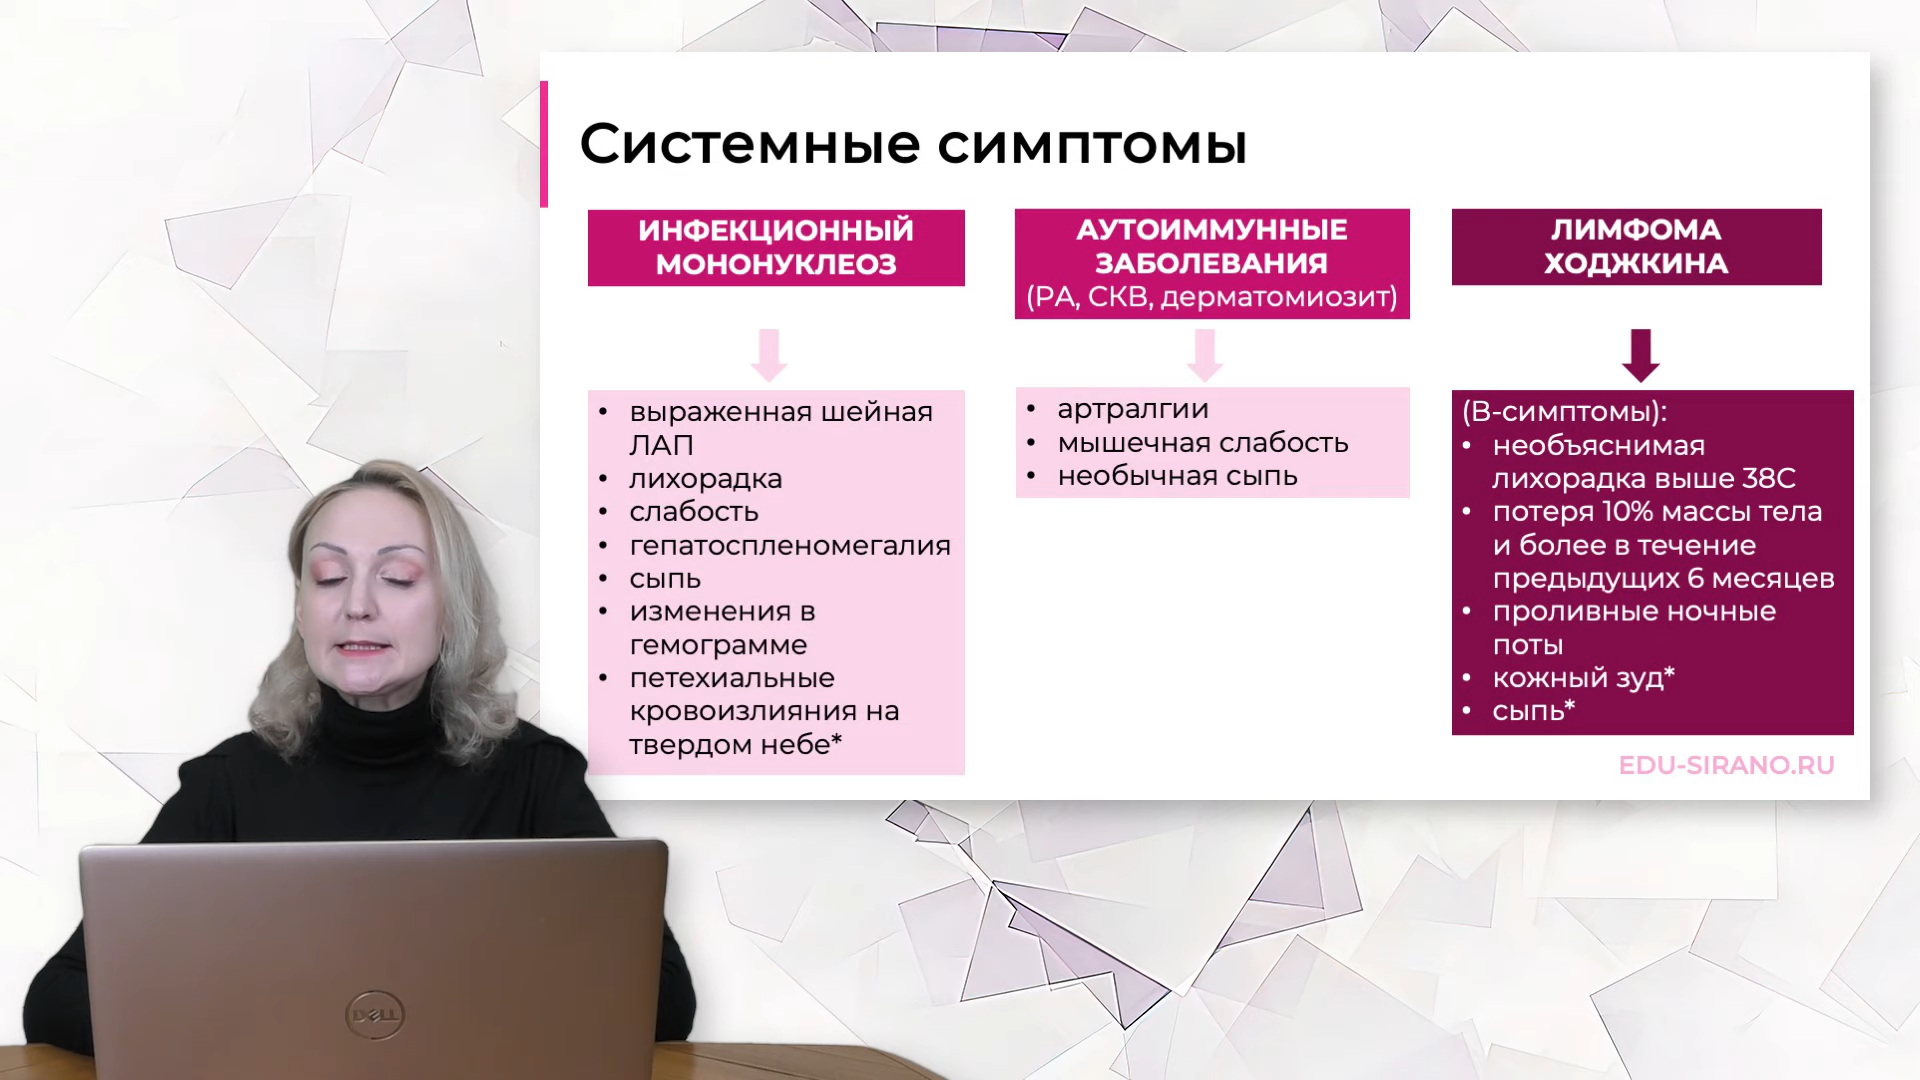 Системные симптомы
ИНФЕКЦИОННЫЙ
МОНОНУКЛЕОЗ
• выраженная шейная
ЛАП
• лихорадка
• слабость
• гепатоспленомегалия
• сыпь
• изменения в
гемограмме
• петехиальные
кровоизлияния на
твердом небе*
АУТОИММУННЫЕ
ЗАБОЛЕВАНИЯ
(РА, СКВ, дерматомиозит)
• артралгии
• мышечная слабость
• необычная сыпь
ЛИМФОМА
ХОДЖКИНА
(В-симптомы):
• необъяснимая
лихорадка выше 38С
• потеря 10% массы тела
и более в течение
предыдущих 6 месяцев
• проливные ночные
поты
• кожный зуд*
• сыпь*
EDU-SIRANO.RU
DELL